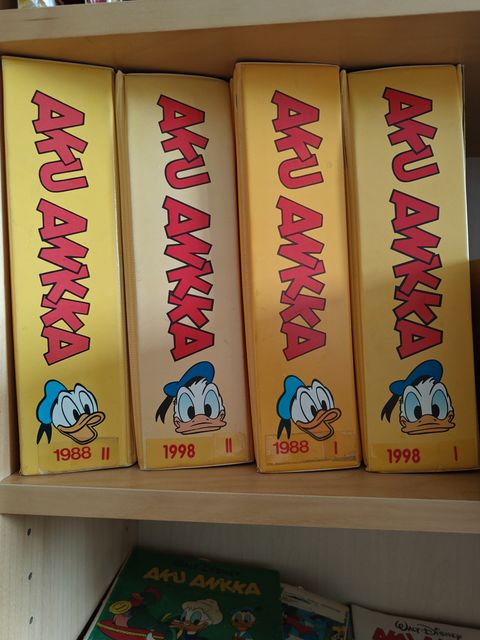 AKU ANKKA
1988 II
AKU ANKKA
1998 II
AKU ANKKA
1988 I
AKU ANKKA
1998 I
AKU ANKKA
WALT DISNEY